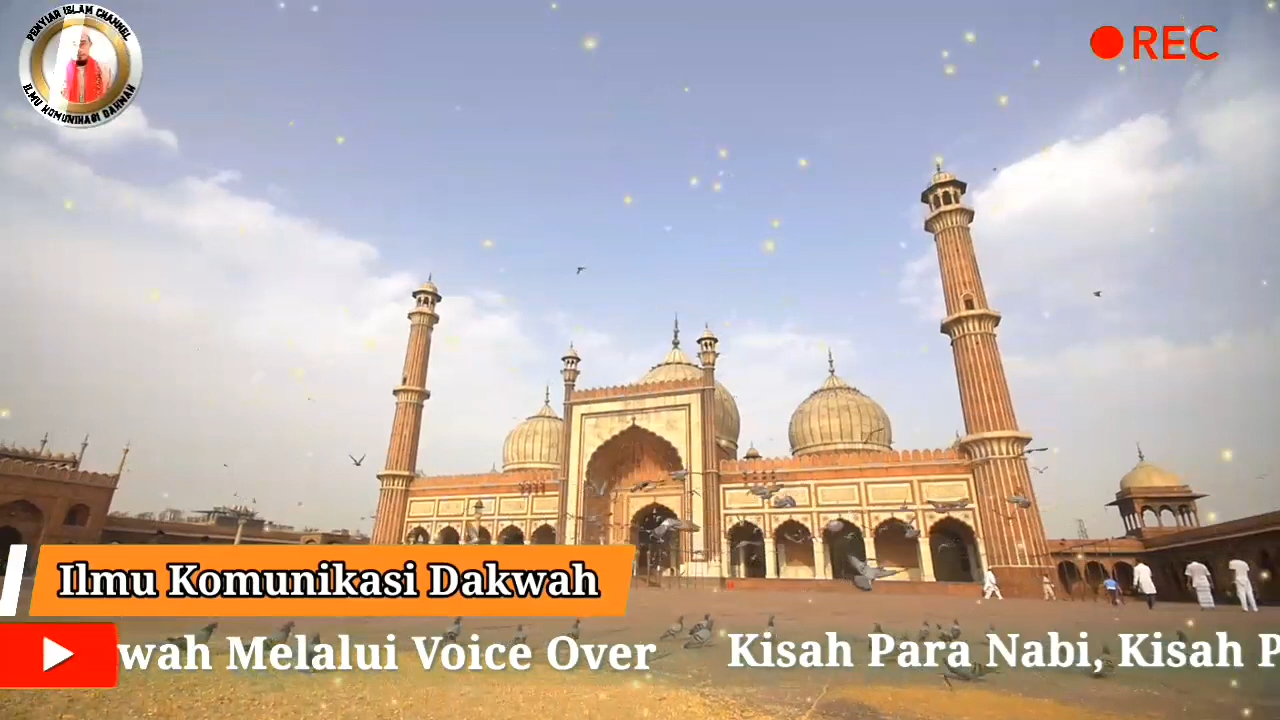 PENYIAR ISLAM CHANNEL
ILMU KOMUNIKASI DAKWAH
REC
Ilmu Komunikasi Dakwah
wah Melalui Voice Over
Kisah Para Nabi, Kisah P